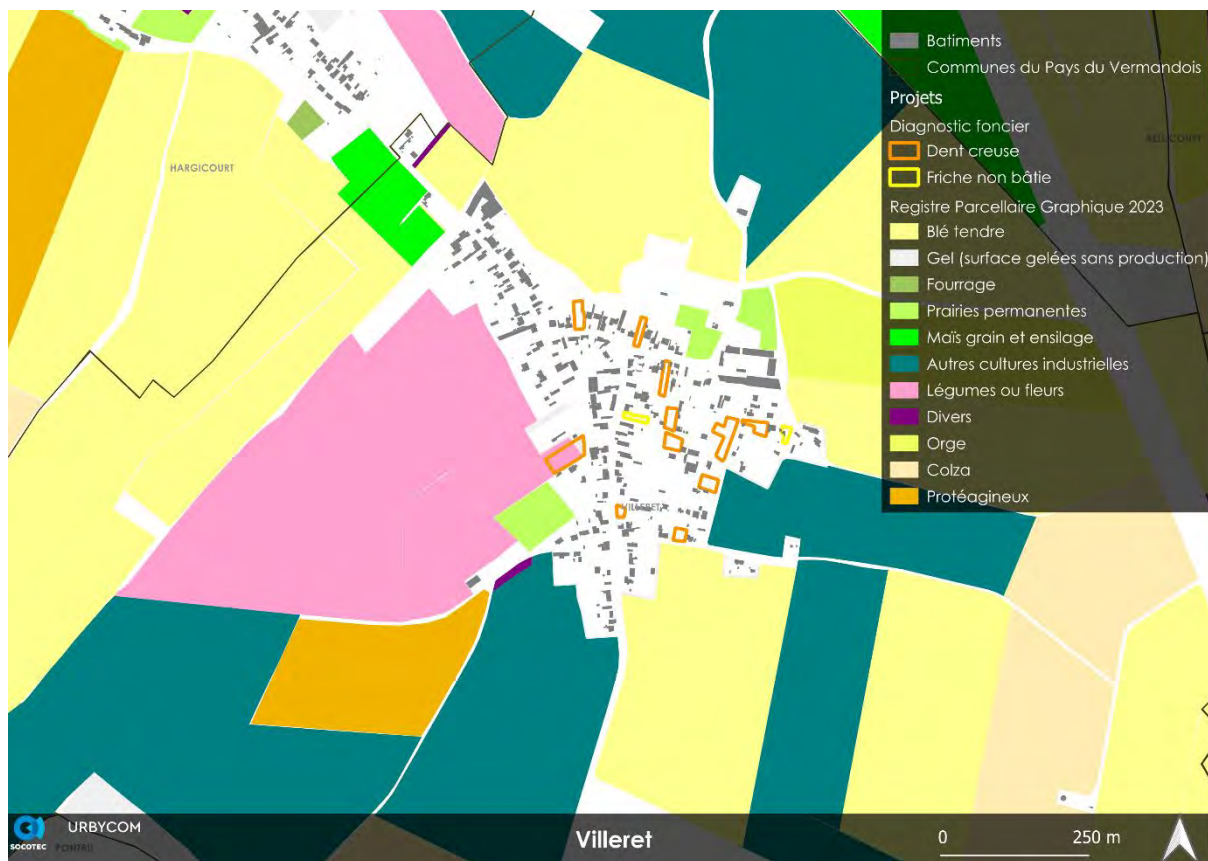 Batiments
Communes du Pays du Vermandois
Projets
Diagnostic foncier
Dent creuse
Friche non bâtie
Registre Parcellaire Graphique 2023
Blé tendre
Gel (surface gelées sans production)
Fourrage
Prairies permanentes
Maïs grain et ensilage
Autres cultures industrielles
Légumes ou fleurs
Divers
Orge
Colza
Protéagineux
HARGICOURT
BELLICOURT
VILLERET
SOCOTEC
URBYCOM
Villeret
0 250 m